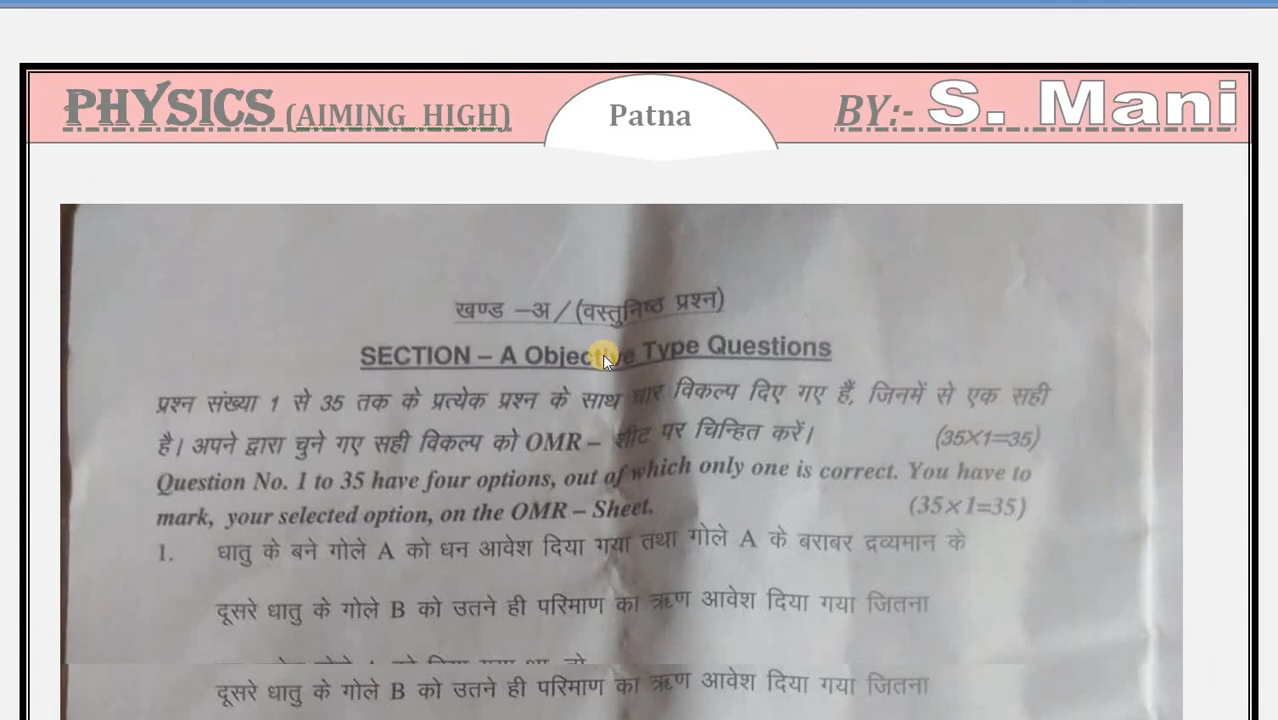 PHYSICS (AIMING HIGH)
Patna
BY:- S. Mani
खण्ड –अ / (वस्तुनिष्ठ प्रश्न)
SECTION – A Objective Type Questions
प्रश्न संख्या 1 से 35 तक के प्रत्येक प्रश्न के साथ चार विकल्प दिए गए हैं, जिनमें से एक सही
है। अपने द्वारा चुने गए सही विकल्प को OMR – शीट पर चिन्हित करें। (35X1=35)
Question No. 1 to 35 have four options, out of which only one is correct. You have to
mark, your selected option, on the OMR – Sheet. (35×1=35)
1. धातु के बने गोले A को धन आवेश दिया गया तथा गोले A के बराबर द्रव्यमान के
दूसरे धातु के गोले B को उतने ही परिमाण का ऋण आवेश दिया गया जितना
दूसरे धातु के गोले B को उतने ही परिमाण का ऋण आवेश दिया गया जितना